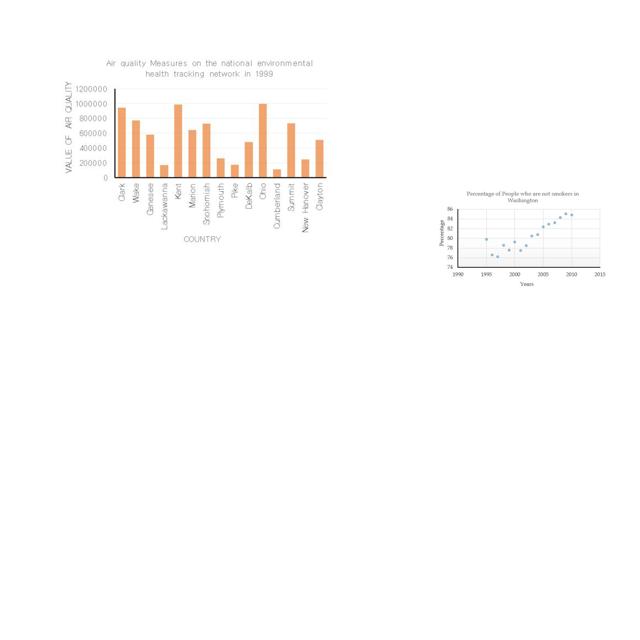 Air quality Measures on the national environmental
health tracking network in 1999
VALUE OF AIR QUALITY
1200000
1000000
800000
600000
400000
200000
0
Clark
Wake
Genesee
Lackawanna
Kent
Marion
Snohomish
Plymouth
Pike
DeKalb
Ohio
Cumberland
Summit
New Hanover
Clayton
COUNTRY
Percentage of People who are not smokers in
Washington
Percentage
86
84
82
80
78
76
74
1990
1995
2000
2005
2010
2015
Years